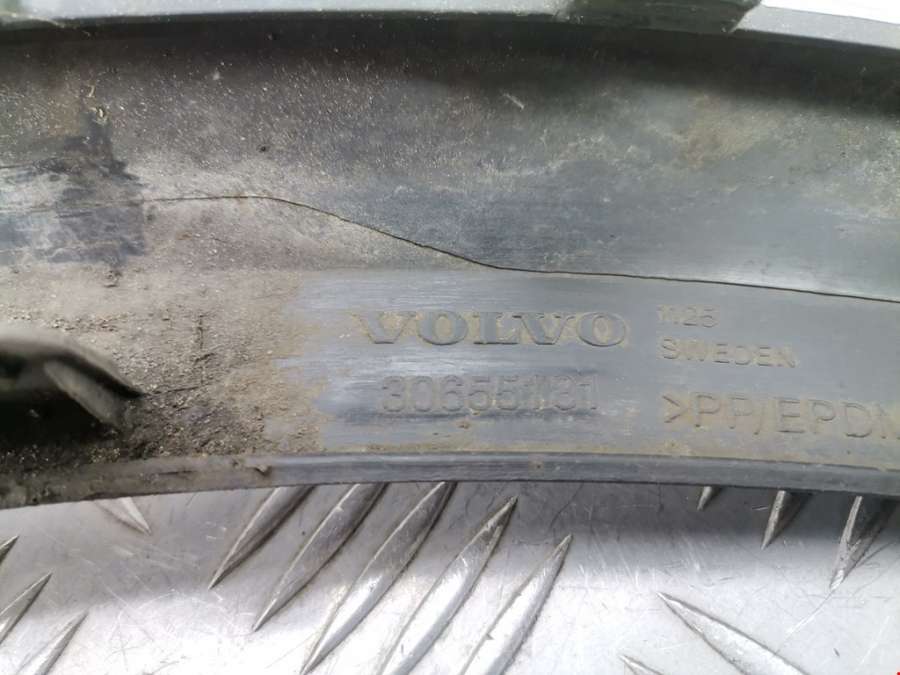 VOLVO
1125
SWEDEN
30655131
>PP/EPDM